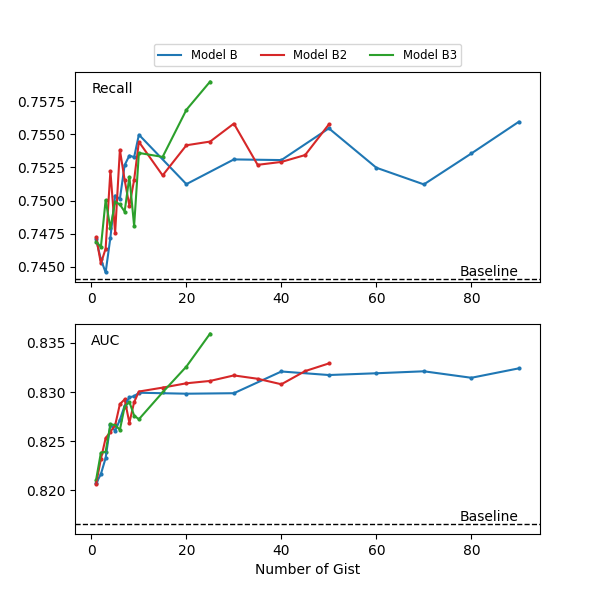 Model B Model B2 Model B3
Recall
0.7575
0.7550
0.7525
0.7500
0.7475
0.7450
Baseline
0 20 40 60 80
AUC
0.835
0.830
0.825
0.820
Baseline
0 20 40 60 80
Number of Gist